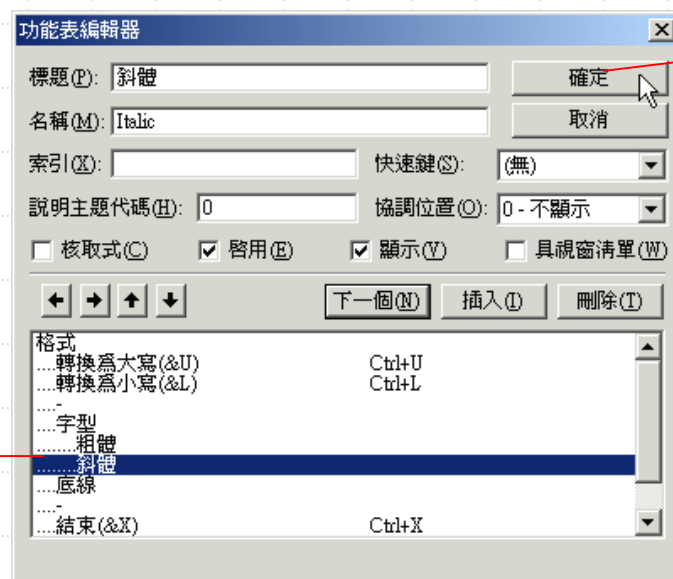 功能表編輯器
標題(P): 斜體 確定
名稱(M): Italic 取消
索引(X): 快速鍵(S): (無)
說明主題代碼(H): 0 協調位置(O): 0 - 不顯示
核取式(C) 啓用(E) 顯示(V) 具視窗清單(W)
下一個(N) 插入(I) 刪除(T)
格式
....轉換爲大寫(&U) Ctrl+U
....轉換爲小寫(&L) Ctrl+L
....-
....字型
........粗體
........斜體
....底線
....-
....結束(&X) Ctrl+X